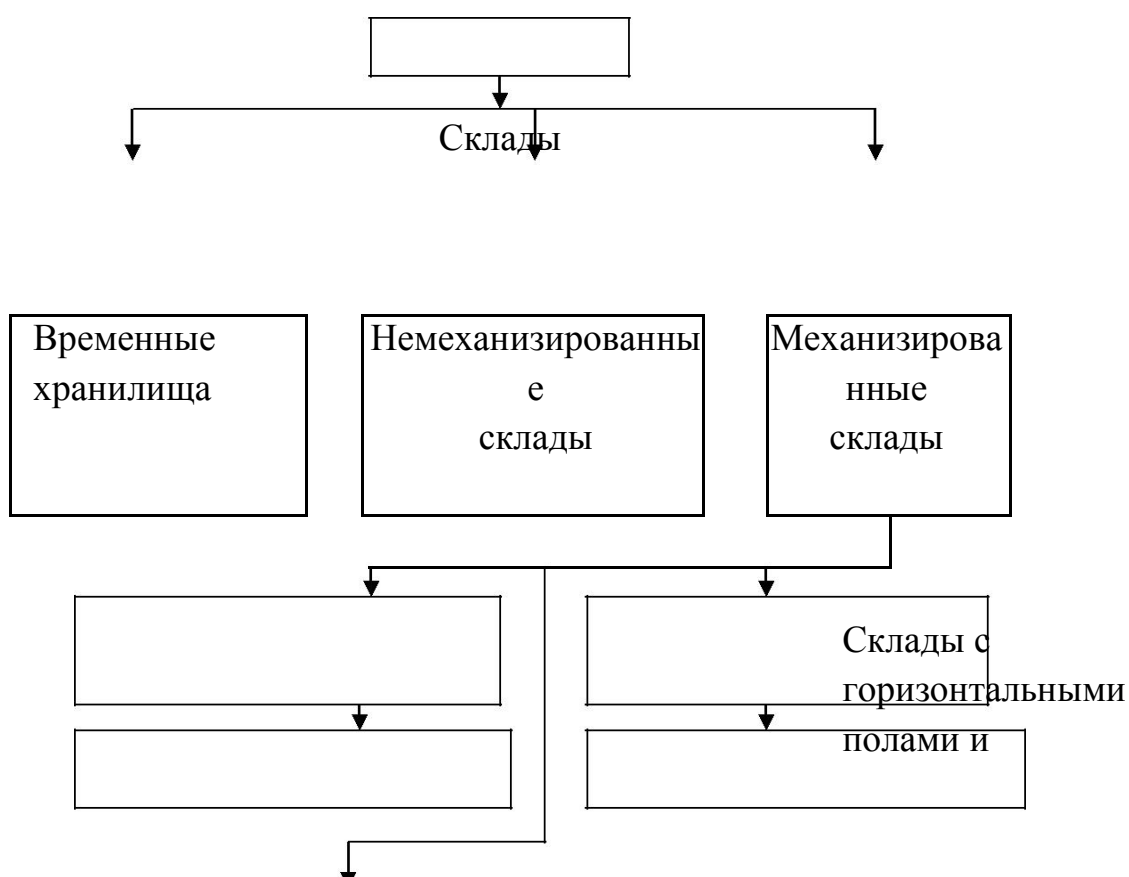 Склады
Временные
хранилища
Немеханизированны
е
склады
Механизирова
нные
склады
Склады с
горизонтальными
полами и